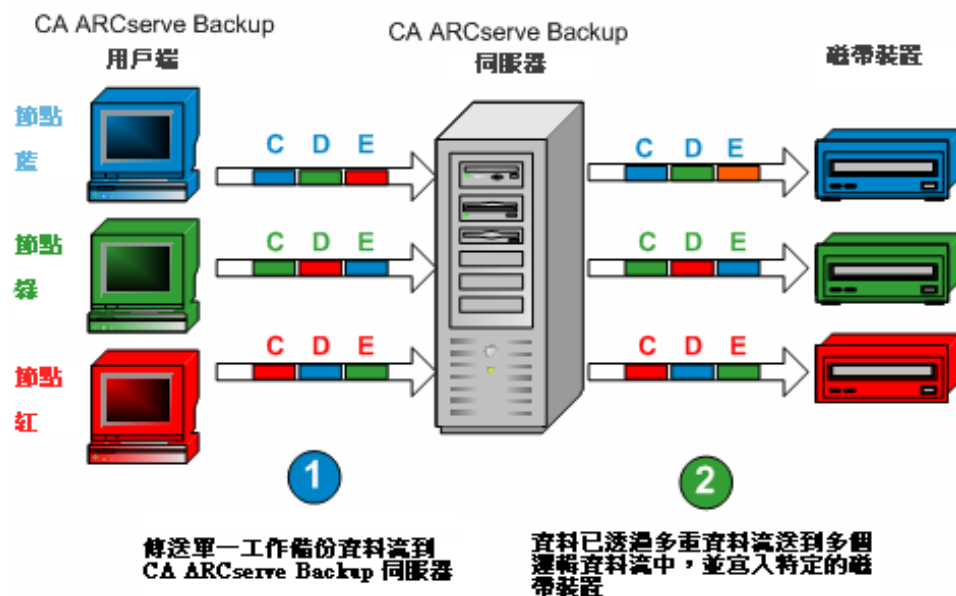 CA ARCserve Backup
用戶端
CA ARCserve Backup
伺服器
磁帶裝置
節點
藍
C D E
C D E
節點
綠
C D E
C D E
節點
紅
C D E
C D E
1
2
傳送單一工作備份資料流到
CA ARCserve Backup 伺服器
資料已透過多重資料流送到多個
邏輯資料流中，並寫入特定的磁
帶裝置